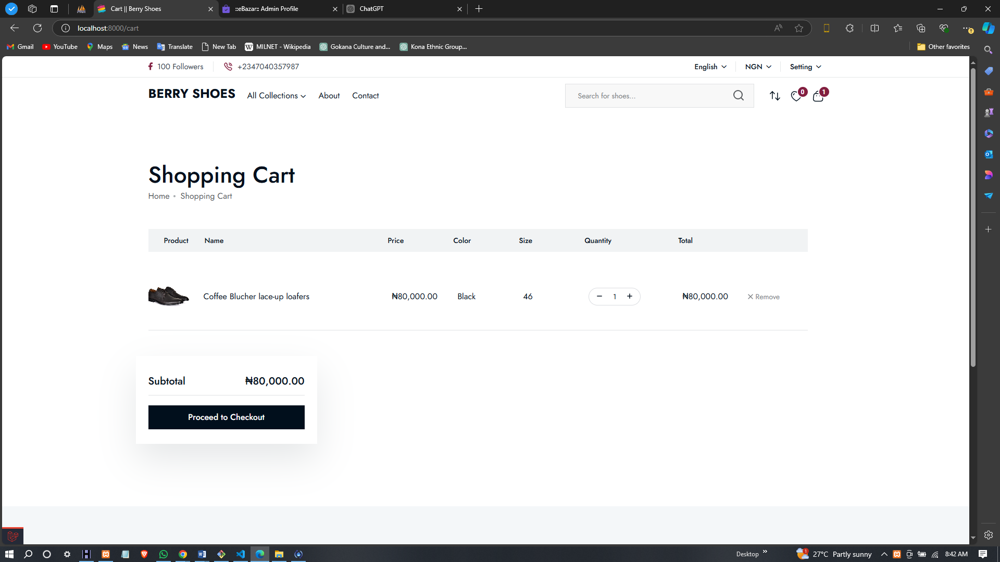 Cart || Berry Shoes
::eBazar:: Admin Profile
ChatGPT
localhost:8000/cart
Gmail
YouTube
Maps
News
Translate
New Tab
MILNET - Wikipedia
Gokana Culture and...
Kona Ethnic Group...
Other favorites
100 Followers
+2347040357987
English
NGN
Setting
BERRY SHOES
All Collections
About
Contact
Search for shoes...
0
1
Shopping Cart
Home • Shopping Cart
Product Name Price Color Size Quantity Total
Coffee Blucher lace-up loafers ₦80,000.00 Black 46 − 1 + ₦80,000.00 × Remove
Subtotal ₦80,000.00
Proceed to Checkout
Desktop
1
27°C Partly sunny
8:42 AM